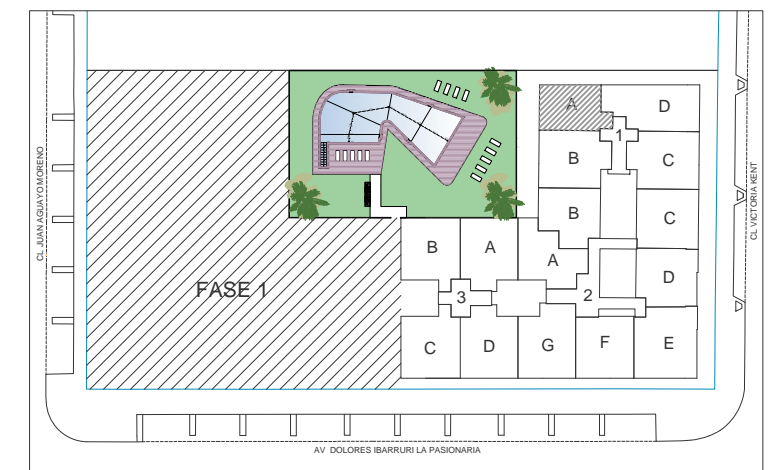 A
D
1
B
C
B
C
A
D
B
A
FASE 1
3
2
C
D
G
F
E
CL JUAN AGUAYO MORENO
CL VICTORIA KENT
AV DOLORES IBARRURI LA PASIONARIA